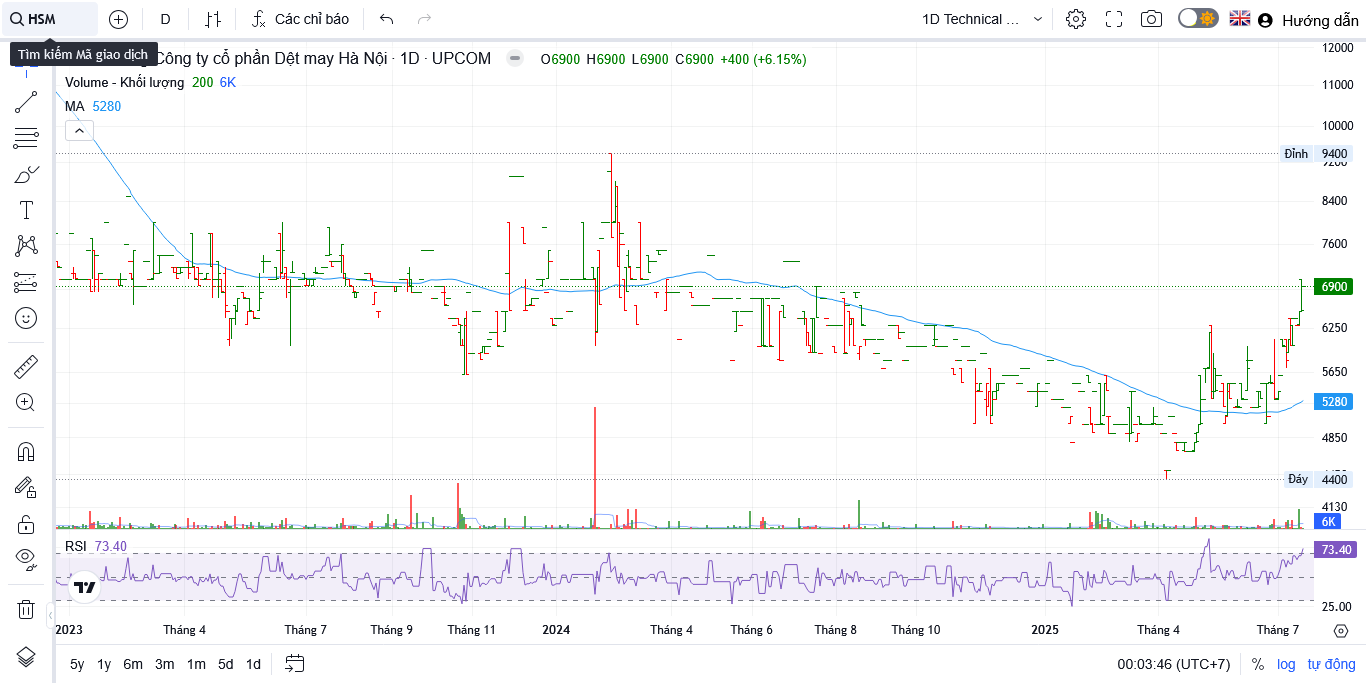 HSM
D
Các chỉ báo
1D Technical ...
Hướng dẫn
Tìm kiếm Mã giao dịch
Công ty cổ phần Dệt may Hà Nội · 1D · UPCOM
O6900 H6900 L6900 C6900 +400 (+6.15%)
Volume - Khối lượng 200 6K
MA 5280
12000
11000
10000
Đỉnh 9400
9200
8400
7600
6900
6250
5650
5280
4850
Đáy 4400
4130
6K
RSI 73.40
73.40
25.00
2023 Tháng 4 Tháng 7 Tháng 9 Tháng 11 2024 Tháng 4 Tháng 6 Tháng 8 Tháng 10 2025 Tháng 4 Tháng 7
5y 1y 6m 3m 1m 5d 1d
00:03:46 (UTC+7) % log tự động